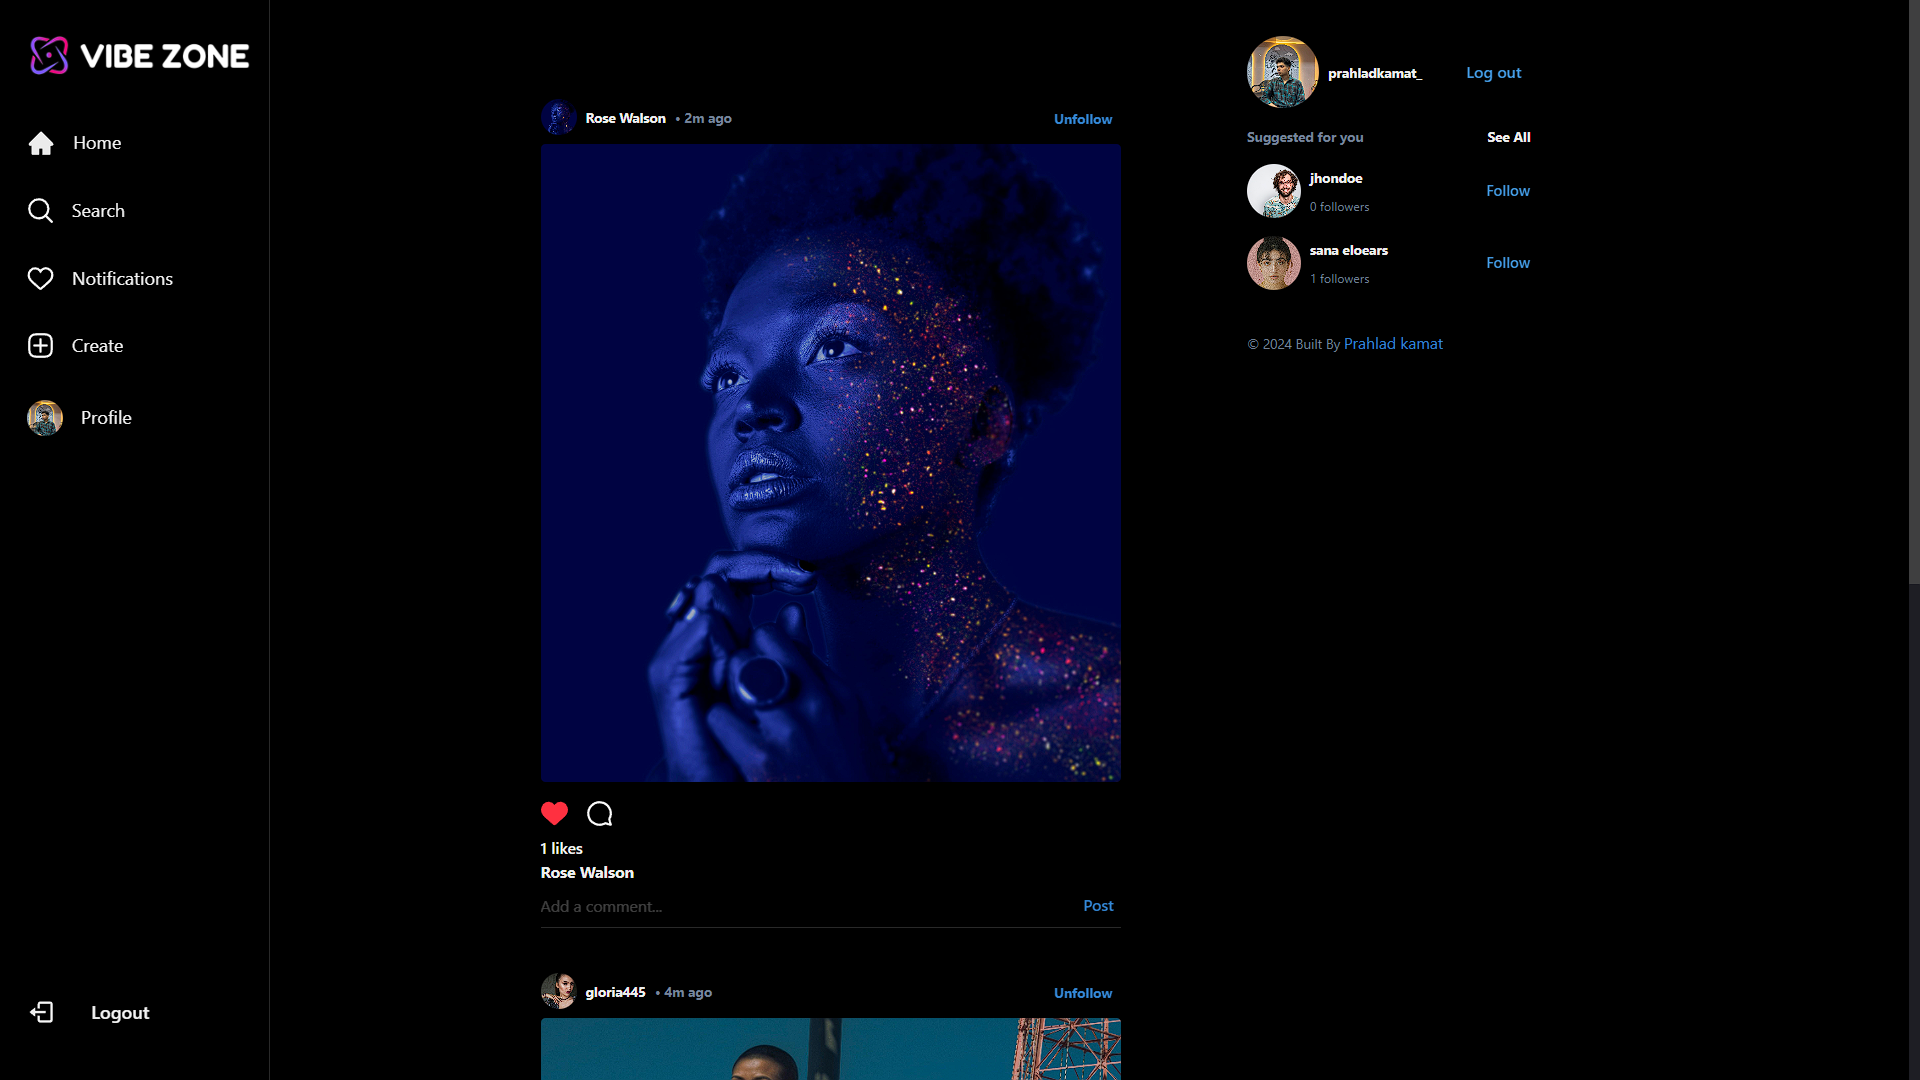 VIBE ZONE
Home
Search
Notifications
Create
Profile
Logout
Rose Walson • 2m ago
Unfollow
1 likes
Rose Walson
Add a comment...
Post
gloria445 • 4m ago
Unfollow
prahladkamat_
Log out
Suggested for you
See All
jhondoe
0 followers
Follow
sana eloears
1 followers
Follow
© 2024 Built By Prahlad kamat